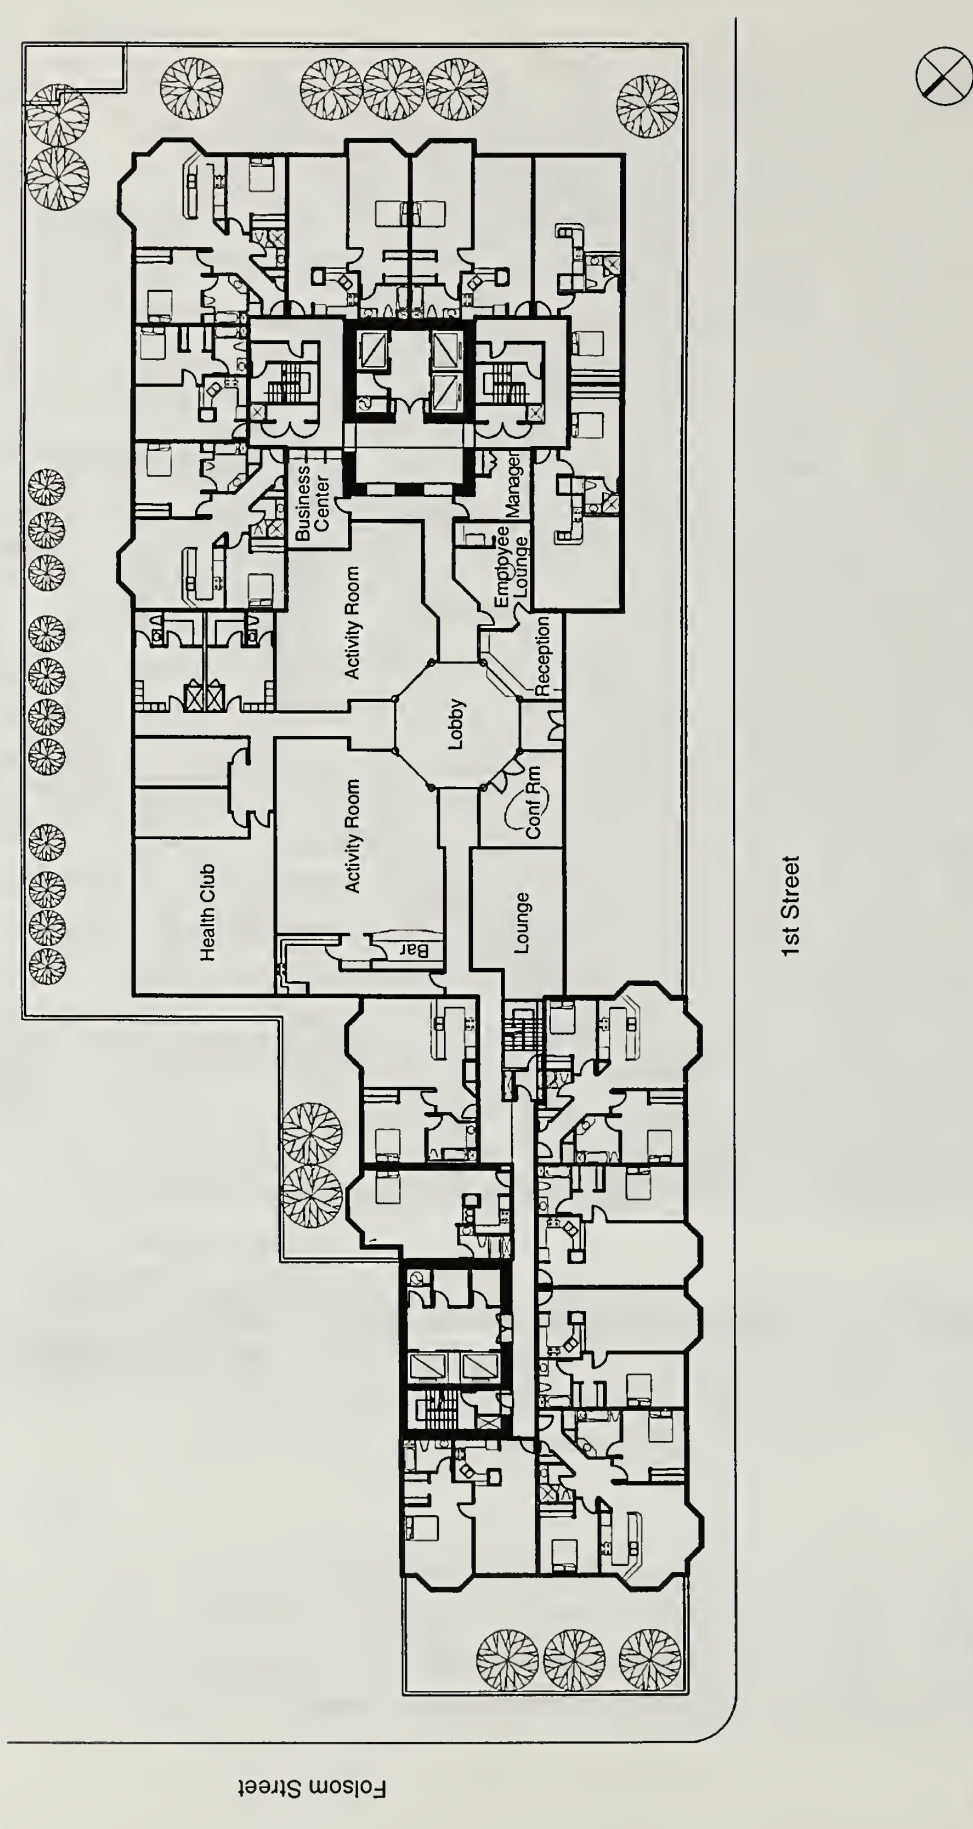 Business
Center
Manager
Employee
Lounge
Activity Room
Reception
Lobby
Activity Room
Conf Rm
Health Club
Lounge
Bar
1st Street
Folsom Street